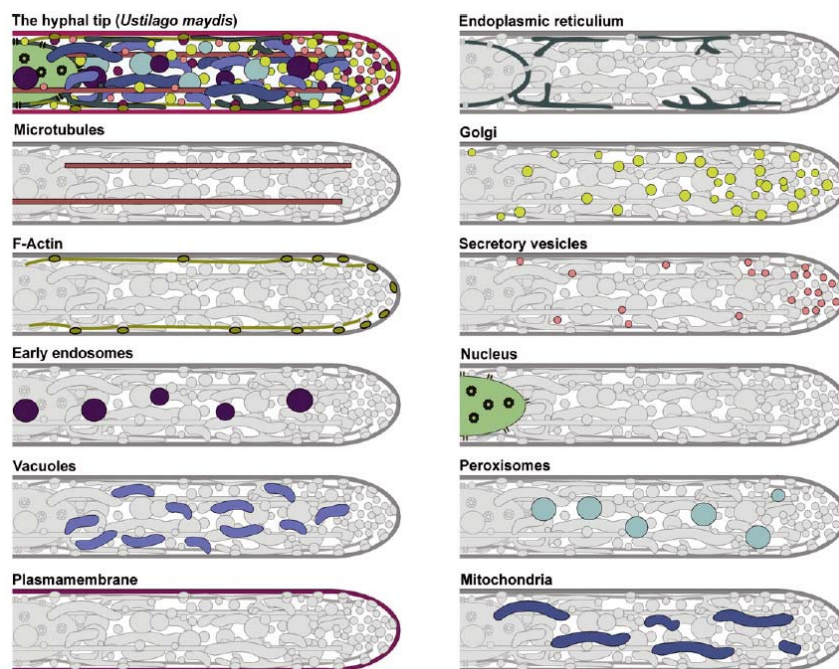 The hyphal tip (Ustilago maydis)
Microtubules
F-Actin
Early endosomes
Vacuoles
Plasmamembrane
Endoplasmic reticulium
Golgi
Secretory vesicles
Nucleus
Peroxisomes
Mitochondria